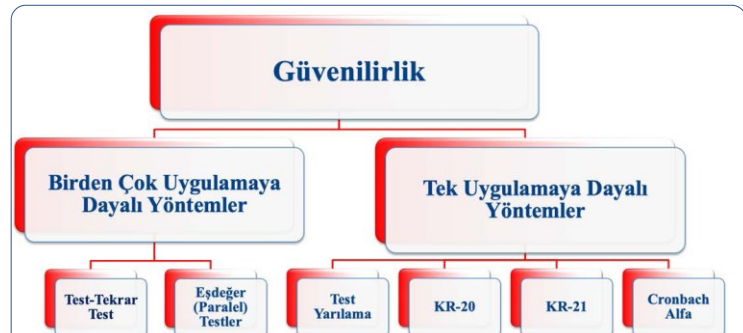 Güvenilirlik
Birden Çok Uygulamaya
Dayalı Yöntemler
Tek Uygulamaya Dayalı
Yöntemler
Test-Tekrar
Test
Eşdeğer
(Paralel)
Testler
Test
Yarılama
KR-20
KR-21
Cronbach
Alfa